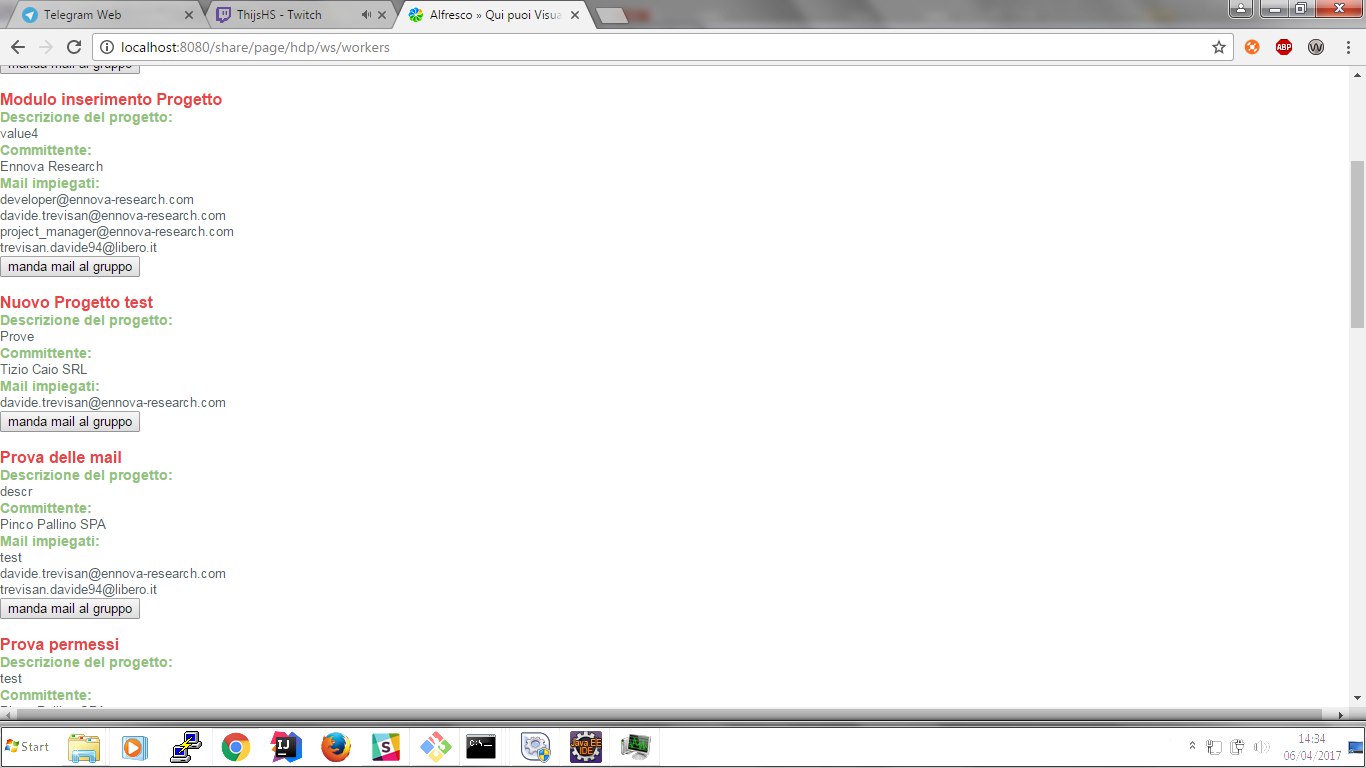 Telegram Web
ThijsHS - Twitch
Alfresco » Qui puoi Visua
localhost:8080/share/page/hdp/ws/workers
ABP
W
manda mail al gruppo
Modulo inserimento Progetto
Descrizione del progetto:
value4
Committente:
Ennova Research
Mail impiegati:
developer@ennova-research.com
davide.trevisan@ennova-research.com
project_manager@ennova-research.com
trevisan.davide94@libero.it
manda mail al gruppo
Nuovo Progetto test
Descrizione del progetto:
Prove
Committente:
Tizio Caio SRL
Mail impiegati:
davide.trevisan@ennova-research.com
manda mail al gruppo
Prova delle mail
Descrizione del progetto:
descr
Committente:
Pinco Pallino SPA
Mail impiegati:
test
davide.trevisan@ennova-research.com
trevisan.davide94@libero.it
manda mail al gruppo
Prova permessi
Descrizione del progetto:
test
Committente:
Start
IJ
C:\
Java EE
IDE
14:34
06/04/2017